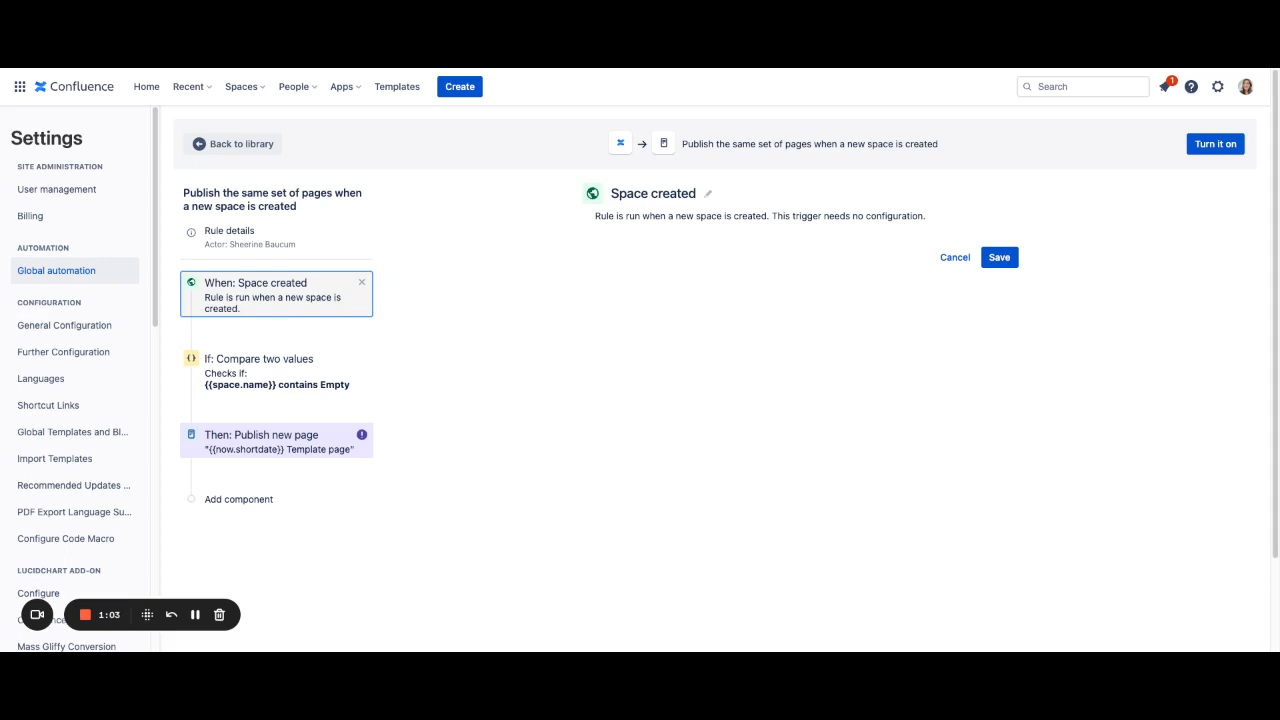 Confluence Home Recent Spaces People Apps Templates Create Search 1
Settings
SITE ADMINISTRATION
User management
Billing
AUTOMATION
Global automation
CONFIGURATION
General Configuration
Further Configuration
Languages
Shortcut Links
Global Templates and Bl...
Import Templates
Recommended Updates ...
PDF Export Language Su...
Configure Code Macro
LUCIDCHART ADD-ON
Configure
1:03
Mass Gliffy Conversion
Back to library
Publish the same set of pages when a new space is created
Turn it on
Publish the same set of pages when
a new space is created
Rule details
Actor: Sheerine Baucum
When: Space created
Rule is run when a new space is
created.
If: Compare two values
Checks if:
{{space.name}} contains Empty
Then: Publish new page
"{{now.shortdate}} Template page"
Add component
Space created
Rule is run when a new space is created. This trigger needs no configuration.
Cancel Save